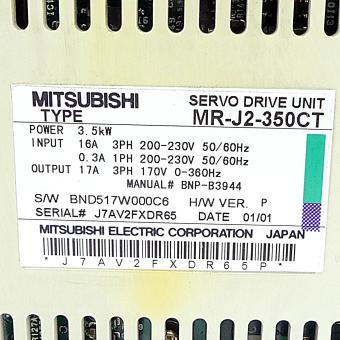 MITSUBISHI SERVO DRIVE UNIT
TYPE MR-J2-350CT
POWER 3.5kW
INPUT 16A 3PH 200-230V 50/60Hz
0.3A 1PH 200-230V 50/60Hz
OUTPUT 17A 3PH 170V 0-360Hz
MANUAL# BNP-B3944
S/W BND517W000C6 H/W VER. P
SERIAL# J7AV2FXDR65 DATE 01/01
MITSUBISHI ELECTRIC CORPORATION JAPAN
*J7AV2FXDR65P*